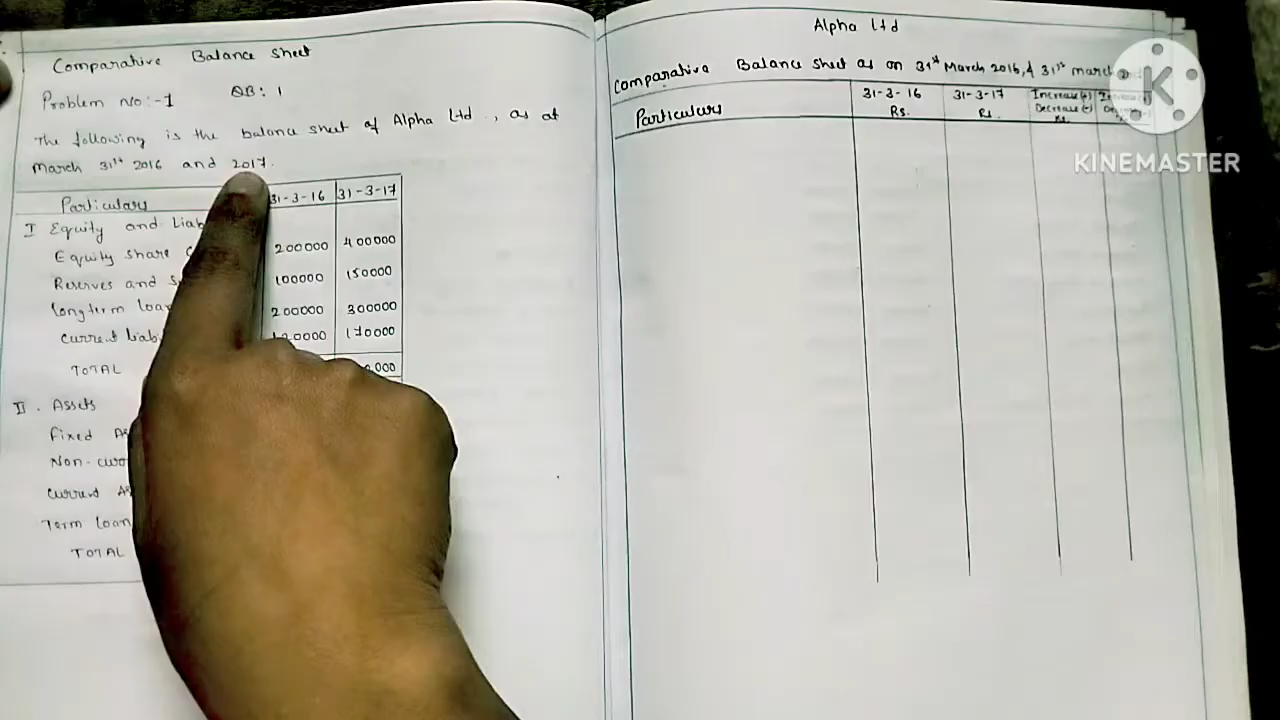 Comparative Balance sheet
Problem No:-1 QB: 1
The following is the balance sheet of Alpha Ltd., as at
March 31st 2016 and 2017.
Particulars 31-3-16 31-3-17
I Equity and
Equity share 200000 400000
Reserves and 100000 150000
Long term 200000 300000
Current 170000
TOTAL
II. Assets
Fixed
Non-
Current
Term loan
TOTAL
Alpha Ltd
Comparative Balance sheet as on 31st March 2016, & 31st march
Particulars 31-3-16 Rs. 31-3-17 Rs. Increase(+) Decrease(-) Rs.
KINEMASTER